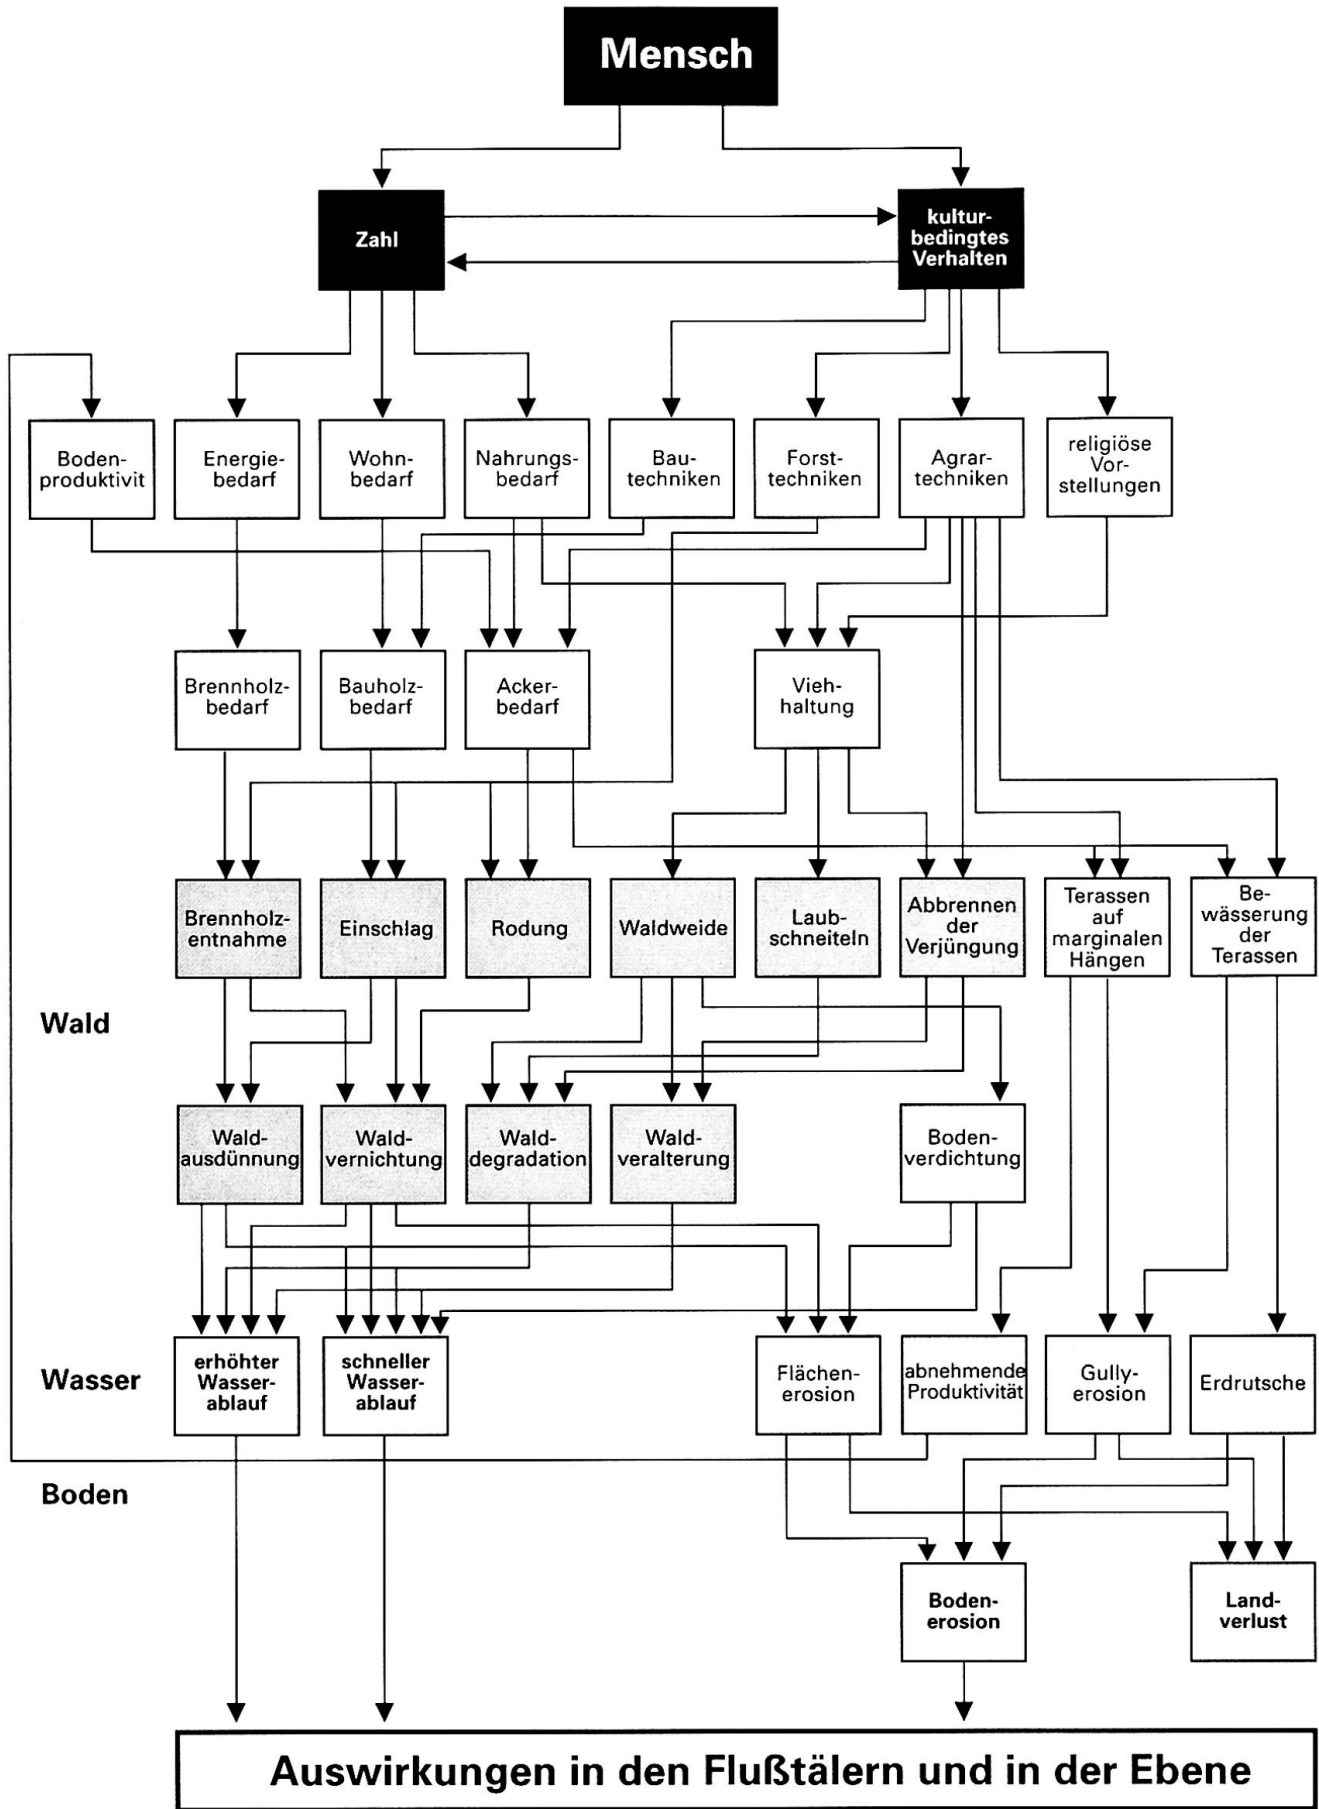 Mensch
Zahl
kultur-
bedingtes
Verhalten
Boden-
produktivit
Energie-
bedarf
Wohn-
bedarf
Nahrungs-
bedarf
Bau-
techniken
Forst-
techniken
Agrar-
techniken
religiöse
Vor-
stellungen
Brennholz-
bedarf
Bauholz-
bedarf
Acker-
bedarf
Vieh-
haltung
Brennholz-
entnahme
Einschlag
Rodung
Waldweide
Laub-
schneiteln
Abbrennen
der
Verjüngung
Terassen
auf
marginalen
Hängen
Be-
wässerung
der
Terassen
Wald
Wald-
ausdünnung
Wald-
vernichtung
Wald-
degradation
Wald-
veralterung
Boden-
verdichtung
Wasser
erhöhter
Wasser-
ablauf
schneller
Wasser-
ablauf
Flächen-
erosion
abnehmende
Produktivität
Gully-
erosion
Erdrutsche
Boden
Boden-
erosion
Land-
verlust
Auswirkungen in den Flußtälern und in der Ebene